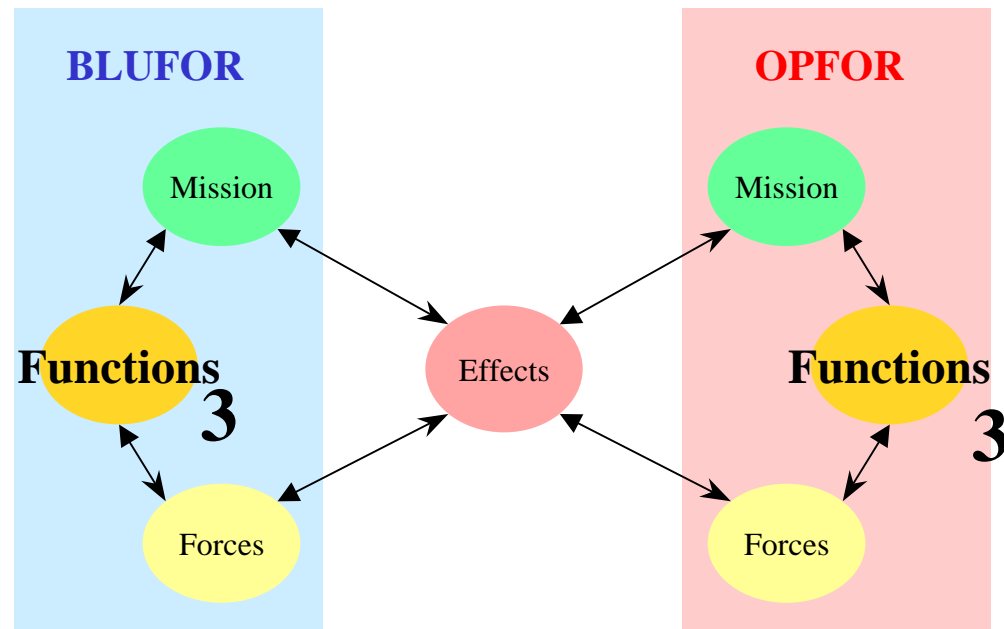 BLUFOR
OPFOR
Mission
Mission
Functions
3
Effects
Functions
3
Forces
Forces